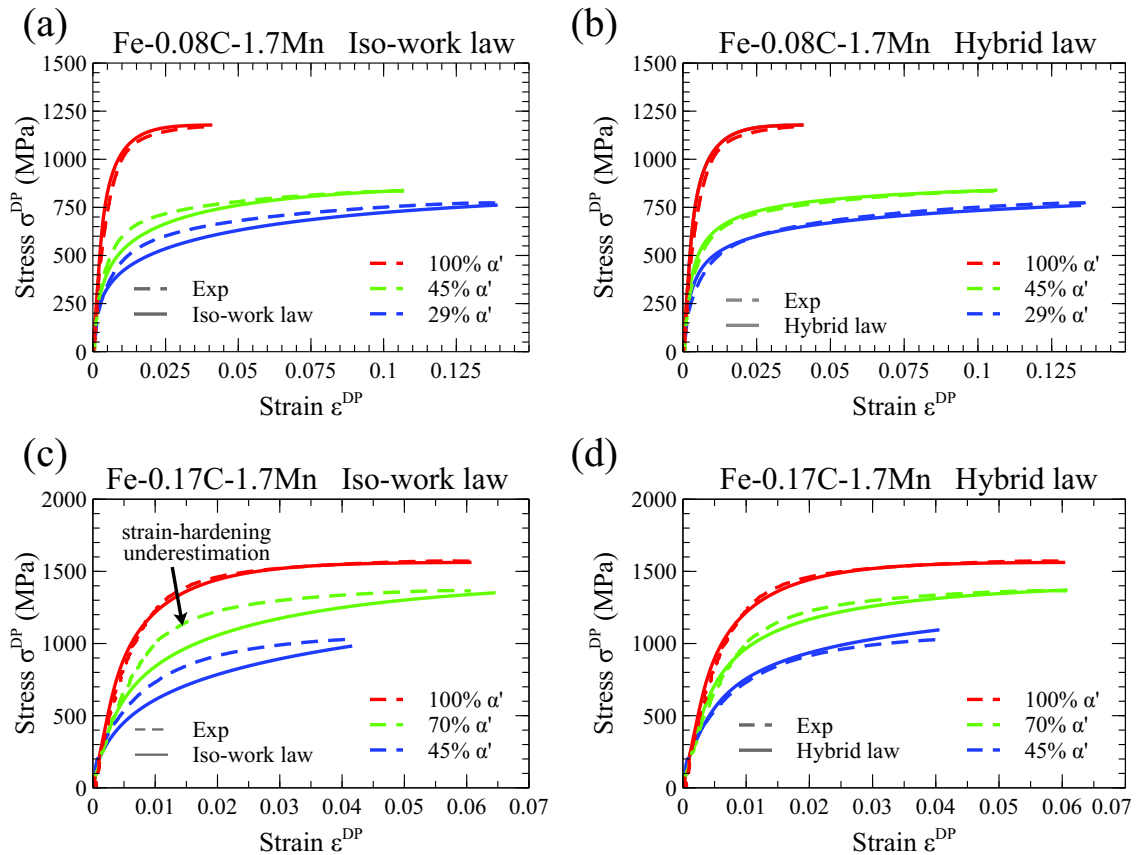 (a)
Fe-0.08C-1.7Mn Iso-work law
1500
1250
1000
750
500
250
0
Stress σ^DP (MPa)
100% α'
45% α'
29% α'
Exp
Iso-work law
0 0.025 0.05 0.075 0.1 0.125
Strain ε^DP
(b)
Fe-0.08C-1.7Mn Hybrid law
1500
1250
1000
750
500
250
0
Stress σ^DP (MPa)
100% α'
45% α'
29% α'
Exp
Hybrid law
0 0.025 0.05 0.075 0.1 0.125
Strain ε^DP
(c)
Fe-0.17C-1.7Mn Iso-work law
2000
1500
1000
500
0
Stress σ^DP (MPa)
strain-hardening
underestimation
100% α'
70% α'
45% α'
Exp
Iso-work law
0 0.01 0.02 0.03 0.04 0.05 0.06 0.07
Strain ε^DP
(d)
Fe-0.17C-1.7Mn Hybrid law
2000
1500
1000
500
0
Stress σ^DP (MPa)
100% α'
70% α'
45% α'
Exp
Hybrid law
0 0.01 0.02 0.03 0.04 0.05 0.06 0.07
Strain ε^DP